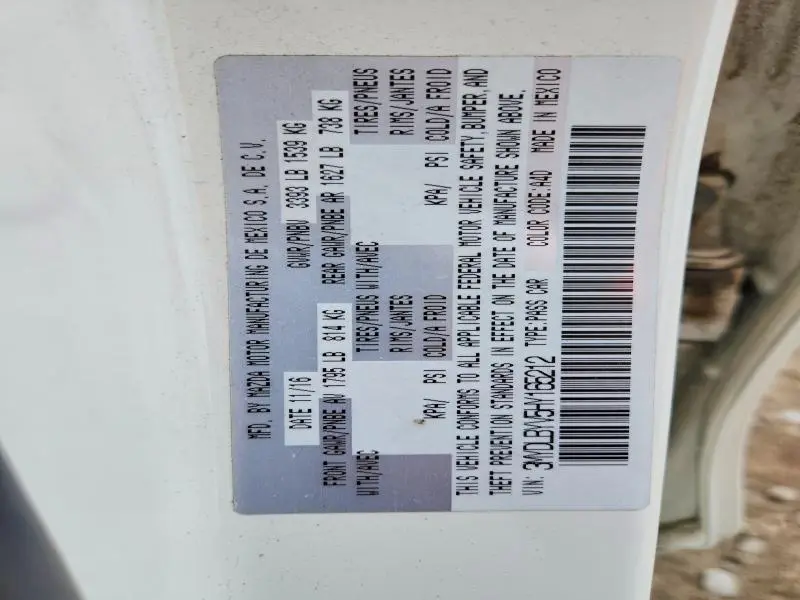 MFD. BY MAZDA MOTOR MANUFACTURING DE MEXICO S.A. DE C.V.
DATE 11/16 GVWR/PNBV 3393 LB 1539 KG
FRONT GAWR/PNBE AV 1795 LB 814 KG REAR GAWR/PNBE AR 1627 LB 738 KG
WITH/AVEC TIRES/PNEUS WITH/AVEC TIRES/PNEUS
RIMS/JANTES RIMS/JANTES
KPA/ PSI COLD/A FROID KPA/ PSI COLD/A FROID
THIS VEHICLE CONFORMS TO ALL APPLICABLE FEDERAL MOTOR VEHICLE SAFETY, BUMPER, AND
THEFT PREVENTION STANDARDS IN EFFECT ON THE DATE OF MANUFACTURE SHOWN ABOVE.
VIN: 3MYDLBYV5HY165212 TYPE:PASS CAR COLOR CODE:A4D MADE IN MEXICO